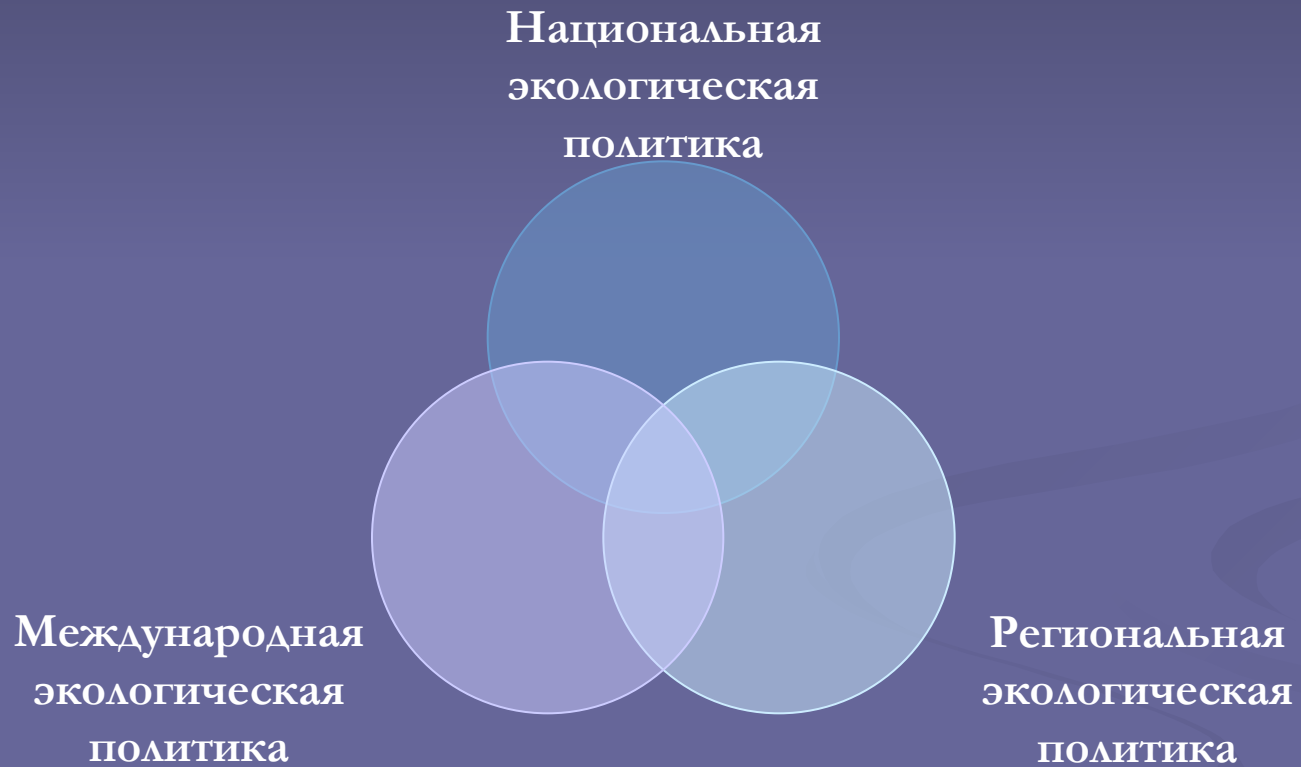 Национальная
экологическая
политика
Международная
экологическая
политика
Региональная
экологическая
политика